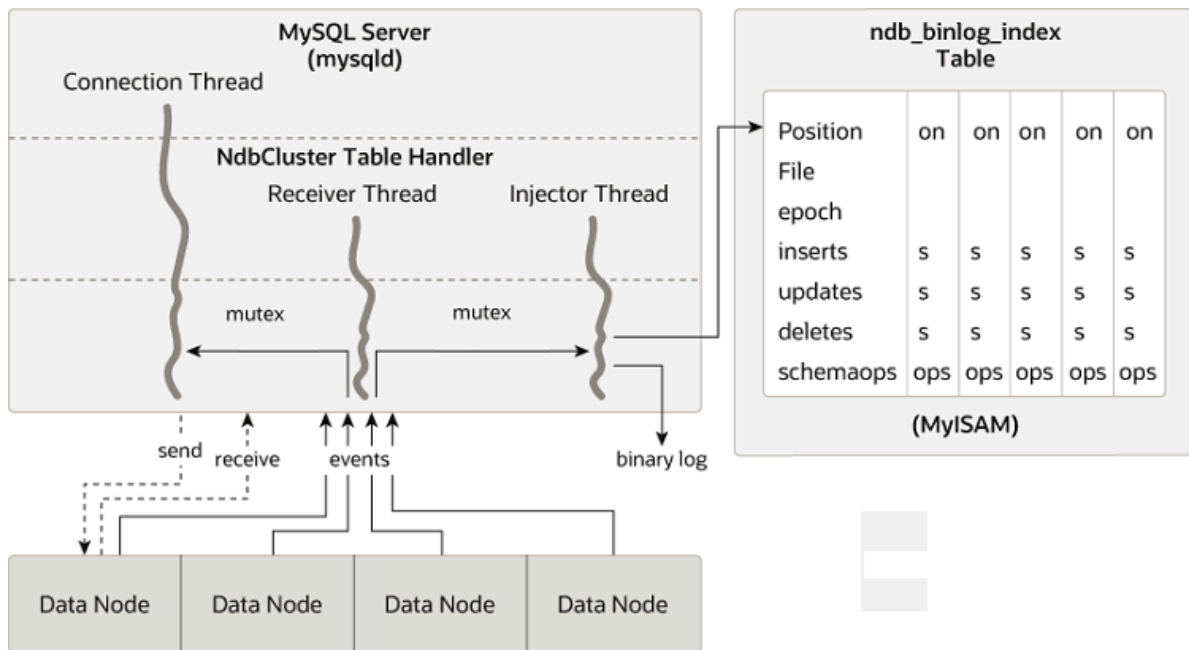 MySQL Server
(mysqld)
Connection Thread
NdbCluster Table Handler
Receiver Thread Injector Thread
mutex mutex
send
receive
events
binary log
Data Node Data Node Data Node Data Node
ndb_binlog_index
Table
Position on on on on on
File
epoch
inserts s s s s s
updates s s s s s
deletes s s s s s
schemaops ops ops ops ops ops
(MyISAM)